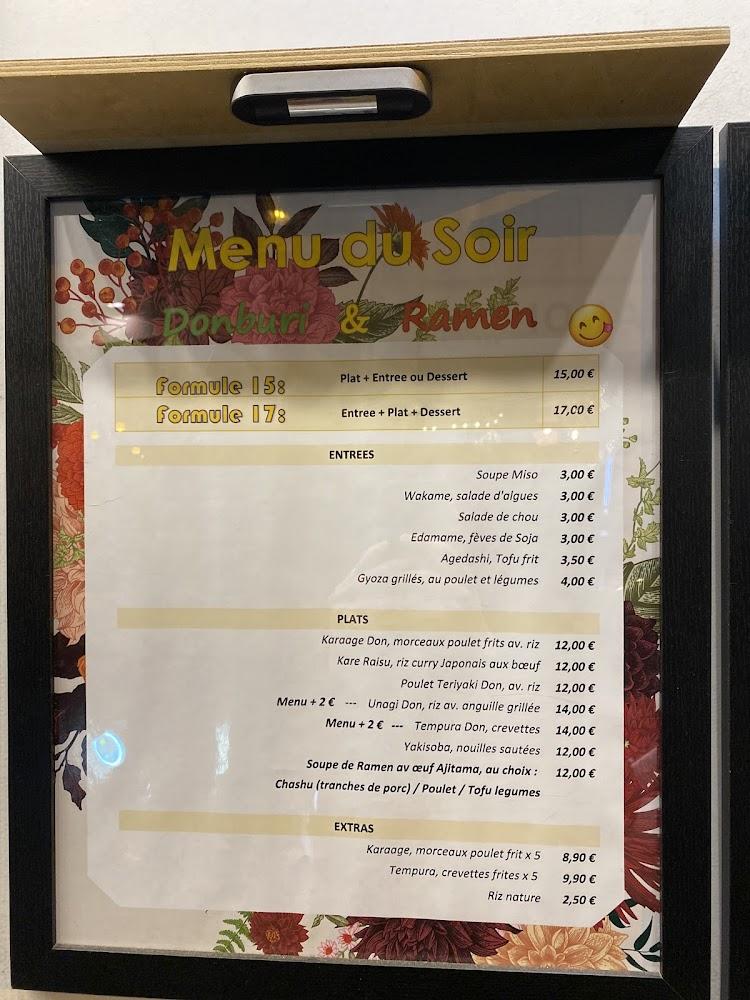 Menu du Soir
Donburi & Ramen
Formule 15: Plat + Entree ou Dessert 15,00 €
Formule 17: Entree + Plat + Dessert 17,00 €
ENTREES
Soupe Miso 3,00 €
Wakame, salade d'algues 3,00 €
Salade de chou 3,00 €
Edamame, fèves de Soja 3,00 €
Agedashi, Tofu frit 3,50 €
Gyoza grillés, au poulet et légumes 4,00 €
PLATS
Karaage Don, morceaux poulet frits av. riz 12,00 €
Kare Raisu, riz curry Japonais aux bœuf 12,00 €
Poulet Teriyaki Don, av. riz 12,00 €
Menu + 2 € --- Unagi Don, riz av. anguille grillée 14,00 €
Menu + 2 € --- Tempura Don, crevettes 14,00 €
Yakisoba, nouilles sautées 12,00 €
Soupe de Ramen av œuf Ajitama, au choix : 12,00 €
Chashu (tranches de porc) / Poulet / Tofu legumes
EXTRAS
Karaage, morceaux poulet frit x 5 8,90 €
Tempura, crevettes frites x 5 9,90 €
Riz nature 2,50 €